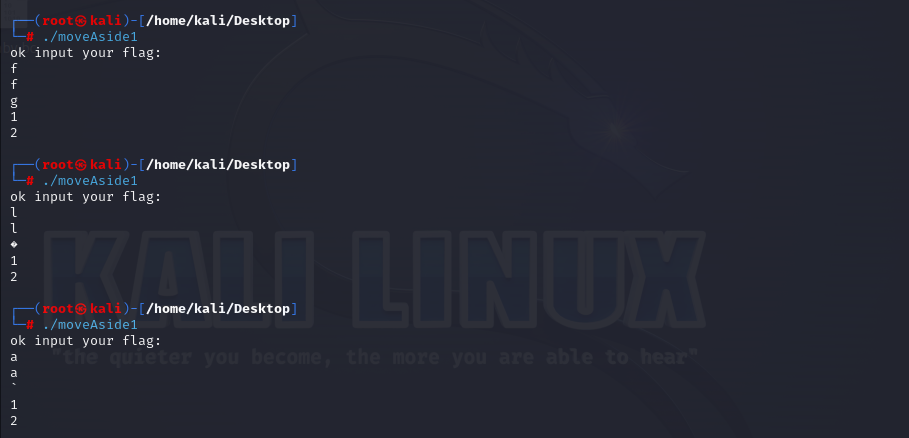 ┌──(root㉿kali)-[/home/kali/Desktop]
└─# ./moveAside1
ok input your flag:
f
f
g
1
2
┌──(root㉿kali)-[/home/kali/Desktop]
└─# ./moveAside1
ok input your flag:
l
l
�
1
2
┌──(root㉿kali)-[/home/kali/Desktop]
└─# ./moveAside1
ok input your flag:
a
a
`
1
2
KALI LINUX
"the quieter you become, the more you are able to hear"